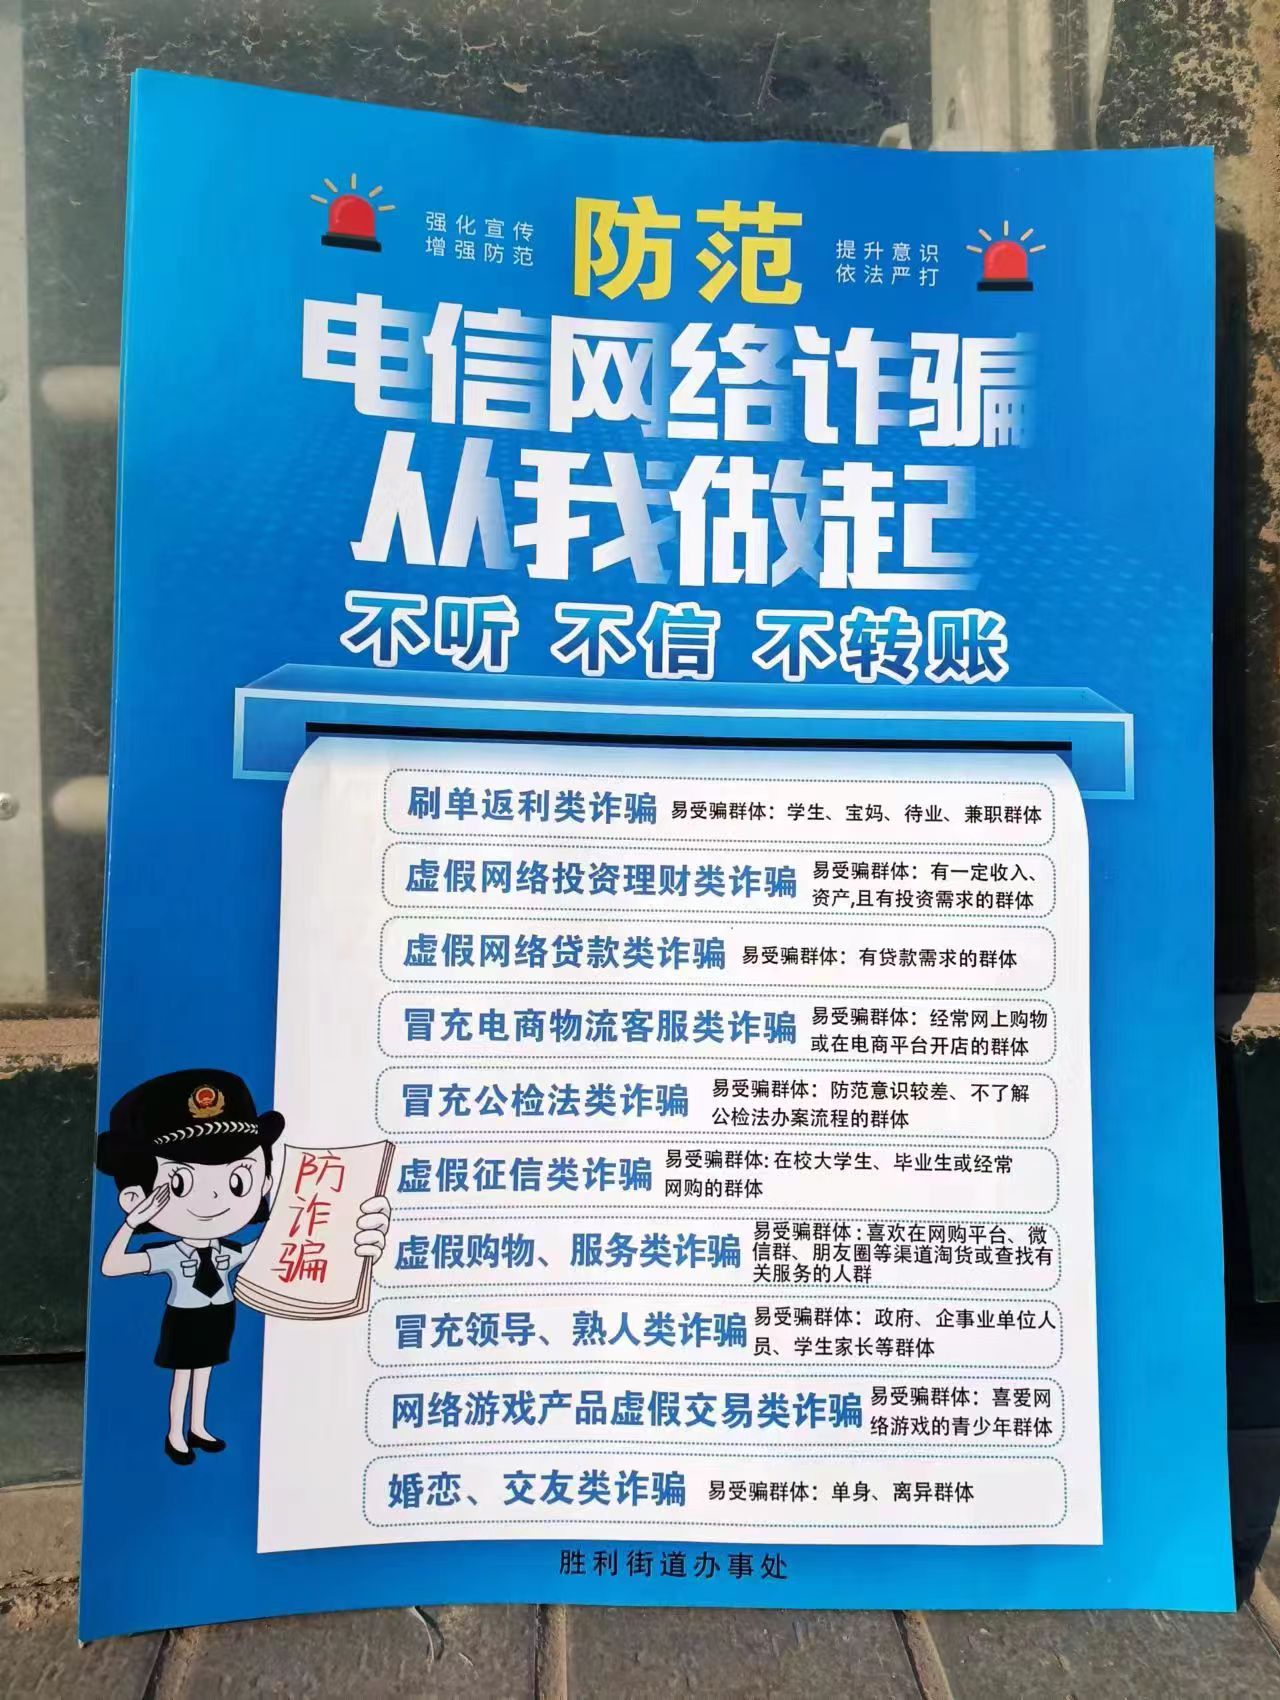 强化宣传
增强防范
防范
提升意识
依法严打
电信网络诈骗
从我做起
不听 不信 不转账
刷单返利类诈骗 易受骗群体：学生、宝妈、待业、兼职群体
虚假网络投资理财类诈骗 易受骗群体：有一定收入、
资产,且有投资需求的群体
虚假网络贷款类诈骗 易受骗群体：有贷款需求的群体
冒充电商物流客服类诈骗 易受骗群体：经常网上购物
或在电商平台开店的群体
冒充公检法类诈骗 易受骗群体：防范意识较差、不了解
公检法办案流程的群体
虚假征信类诈骗 易受骗群体:在校大学生、毕业生或经常
网购的群体
虚假购物、服务类诈骗 易受骗群体:喜欢在网购平台、微
信群、朋友圈等渠道淘货或查找有
关服务的人群
冒充领导、熟人类诈骗 易受骗群体：政府、企事业单位人
员、学生家长等群体
网络游戏产品虚假交易类诈骗 易受骗群体：喜爱网
络游戏的青少年群体
婚恋、交友类诈骗 易受骗群体：单身、离异群体
防
诈
骗
胜利街道办事处